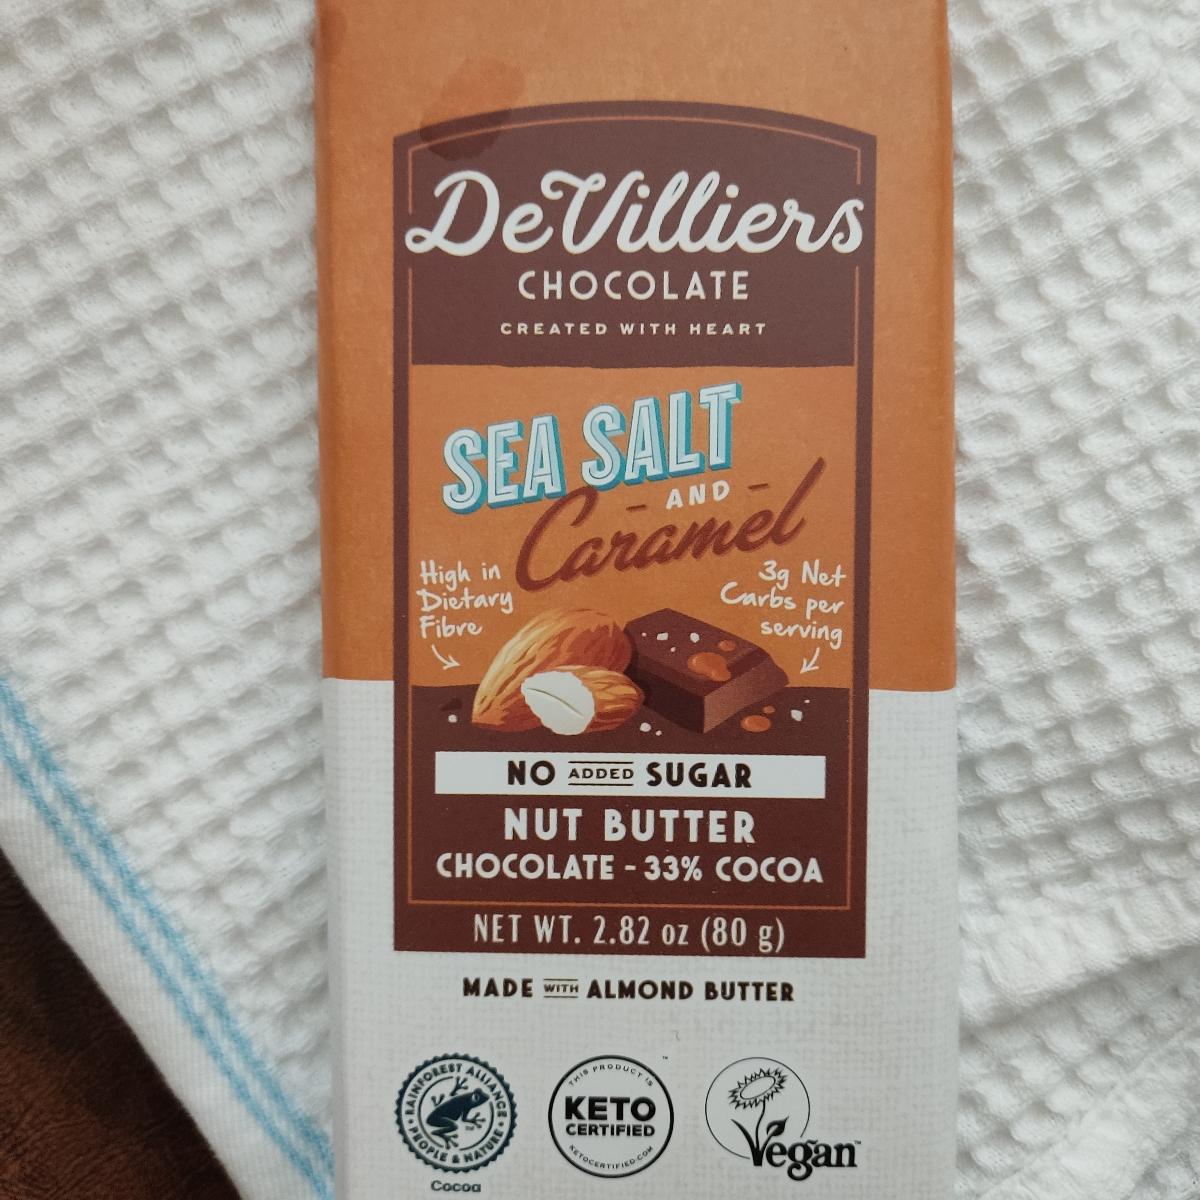 DeVilliers
CHOCOLATE
CREATED WITH HEART
SEA SALT
- AND -
Caramel
High in
Dietary
Fibre
3g Net
Carbs per
serving
NO ADDED SUGAR
NUT BUTTER
CHOCOLATE - 33% COCOA
NET WT. 2.82 oz (80 g)
MADE WITH ALMOND BUTTER
RAINFOREST ALLIANCE
PEOPLE & NATURE
Cocoa
THIS PRODUCT IS
KETO
CERTIFIED
KETOCERTIFIED.COM
™
Vegan™